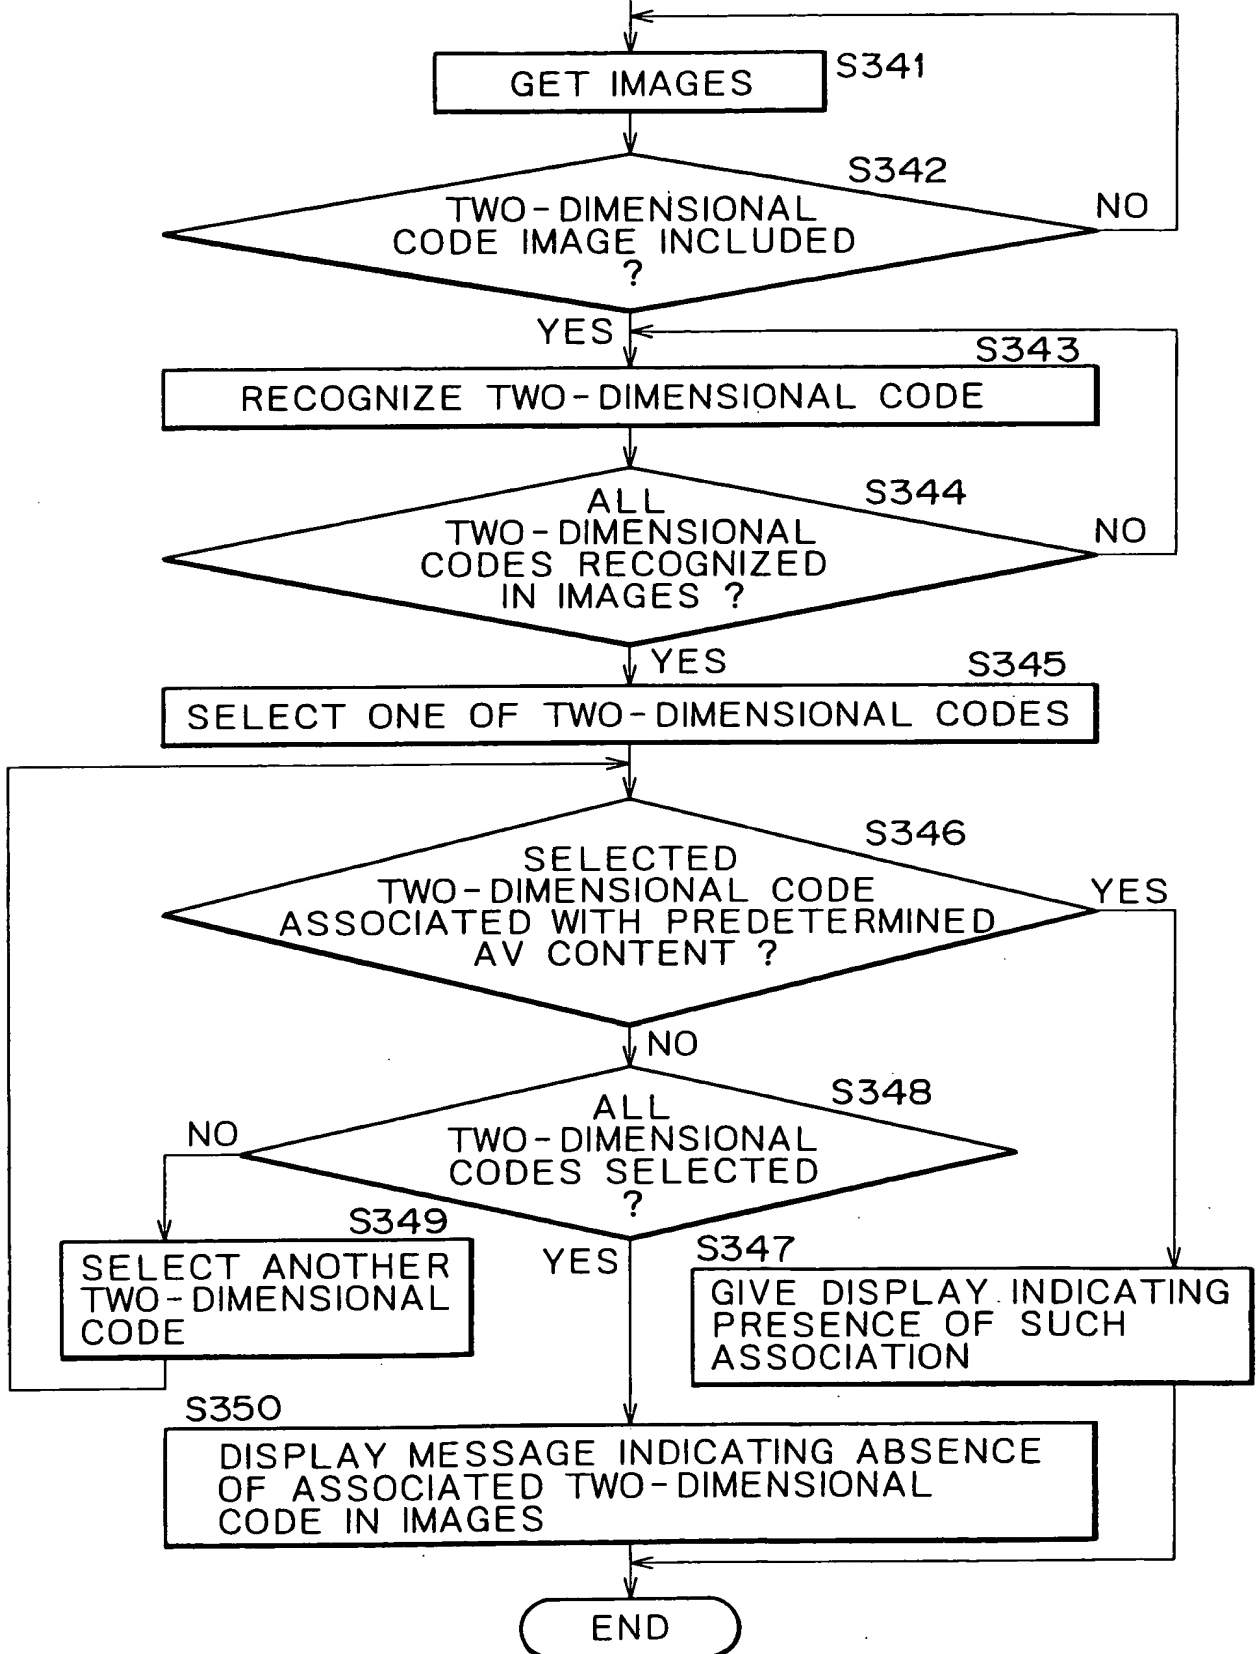 S341
GET IMAGES
S342
TWO-DIMENSIONAL
CODE IMAGE INCLUDED
?
NO
YES
S343
RECOGNIZE TWO-DIMENSIONAL CODE
S344
ALL
TWO-DIMENSIONAL
CODES RECOGNIZED
IN IMAGES ?
NO
YES
S345
SELECT ONE OF TWO-DIMENSIONAL CODES
S346
SELECTED
TWO-DIMENSIONAL CODE
ASSOCIATED WITH PREDETERMINED
AV CONTENT ?
YES
NO
S348
ALL
TWO-DIMENSIONAL
CODES SELECTED
?
NO
YES
S349
SELECT ANOTHER
TWO-DIMENSIONAL
CODE
S347
GIVE DISPLAY INDICATING
PRESENCE OF SUCH
ASSOCIATION
S350
DISPLAY MESSAGE INDICATING ABSENCE
OF ASSOCIATED TWO-DIMENSIONAL
CODE IN IMAGES
END